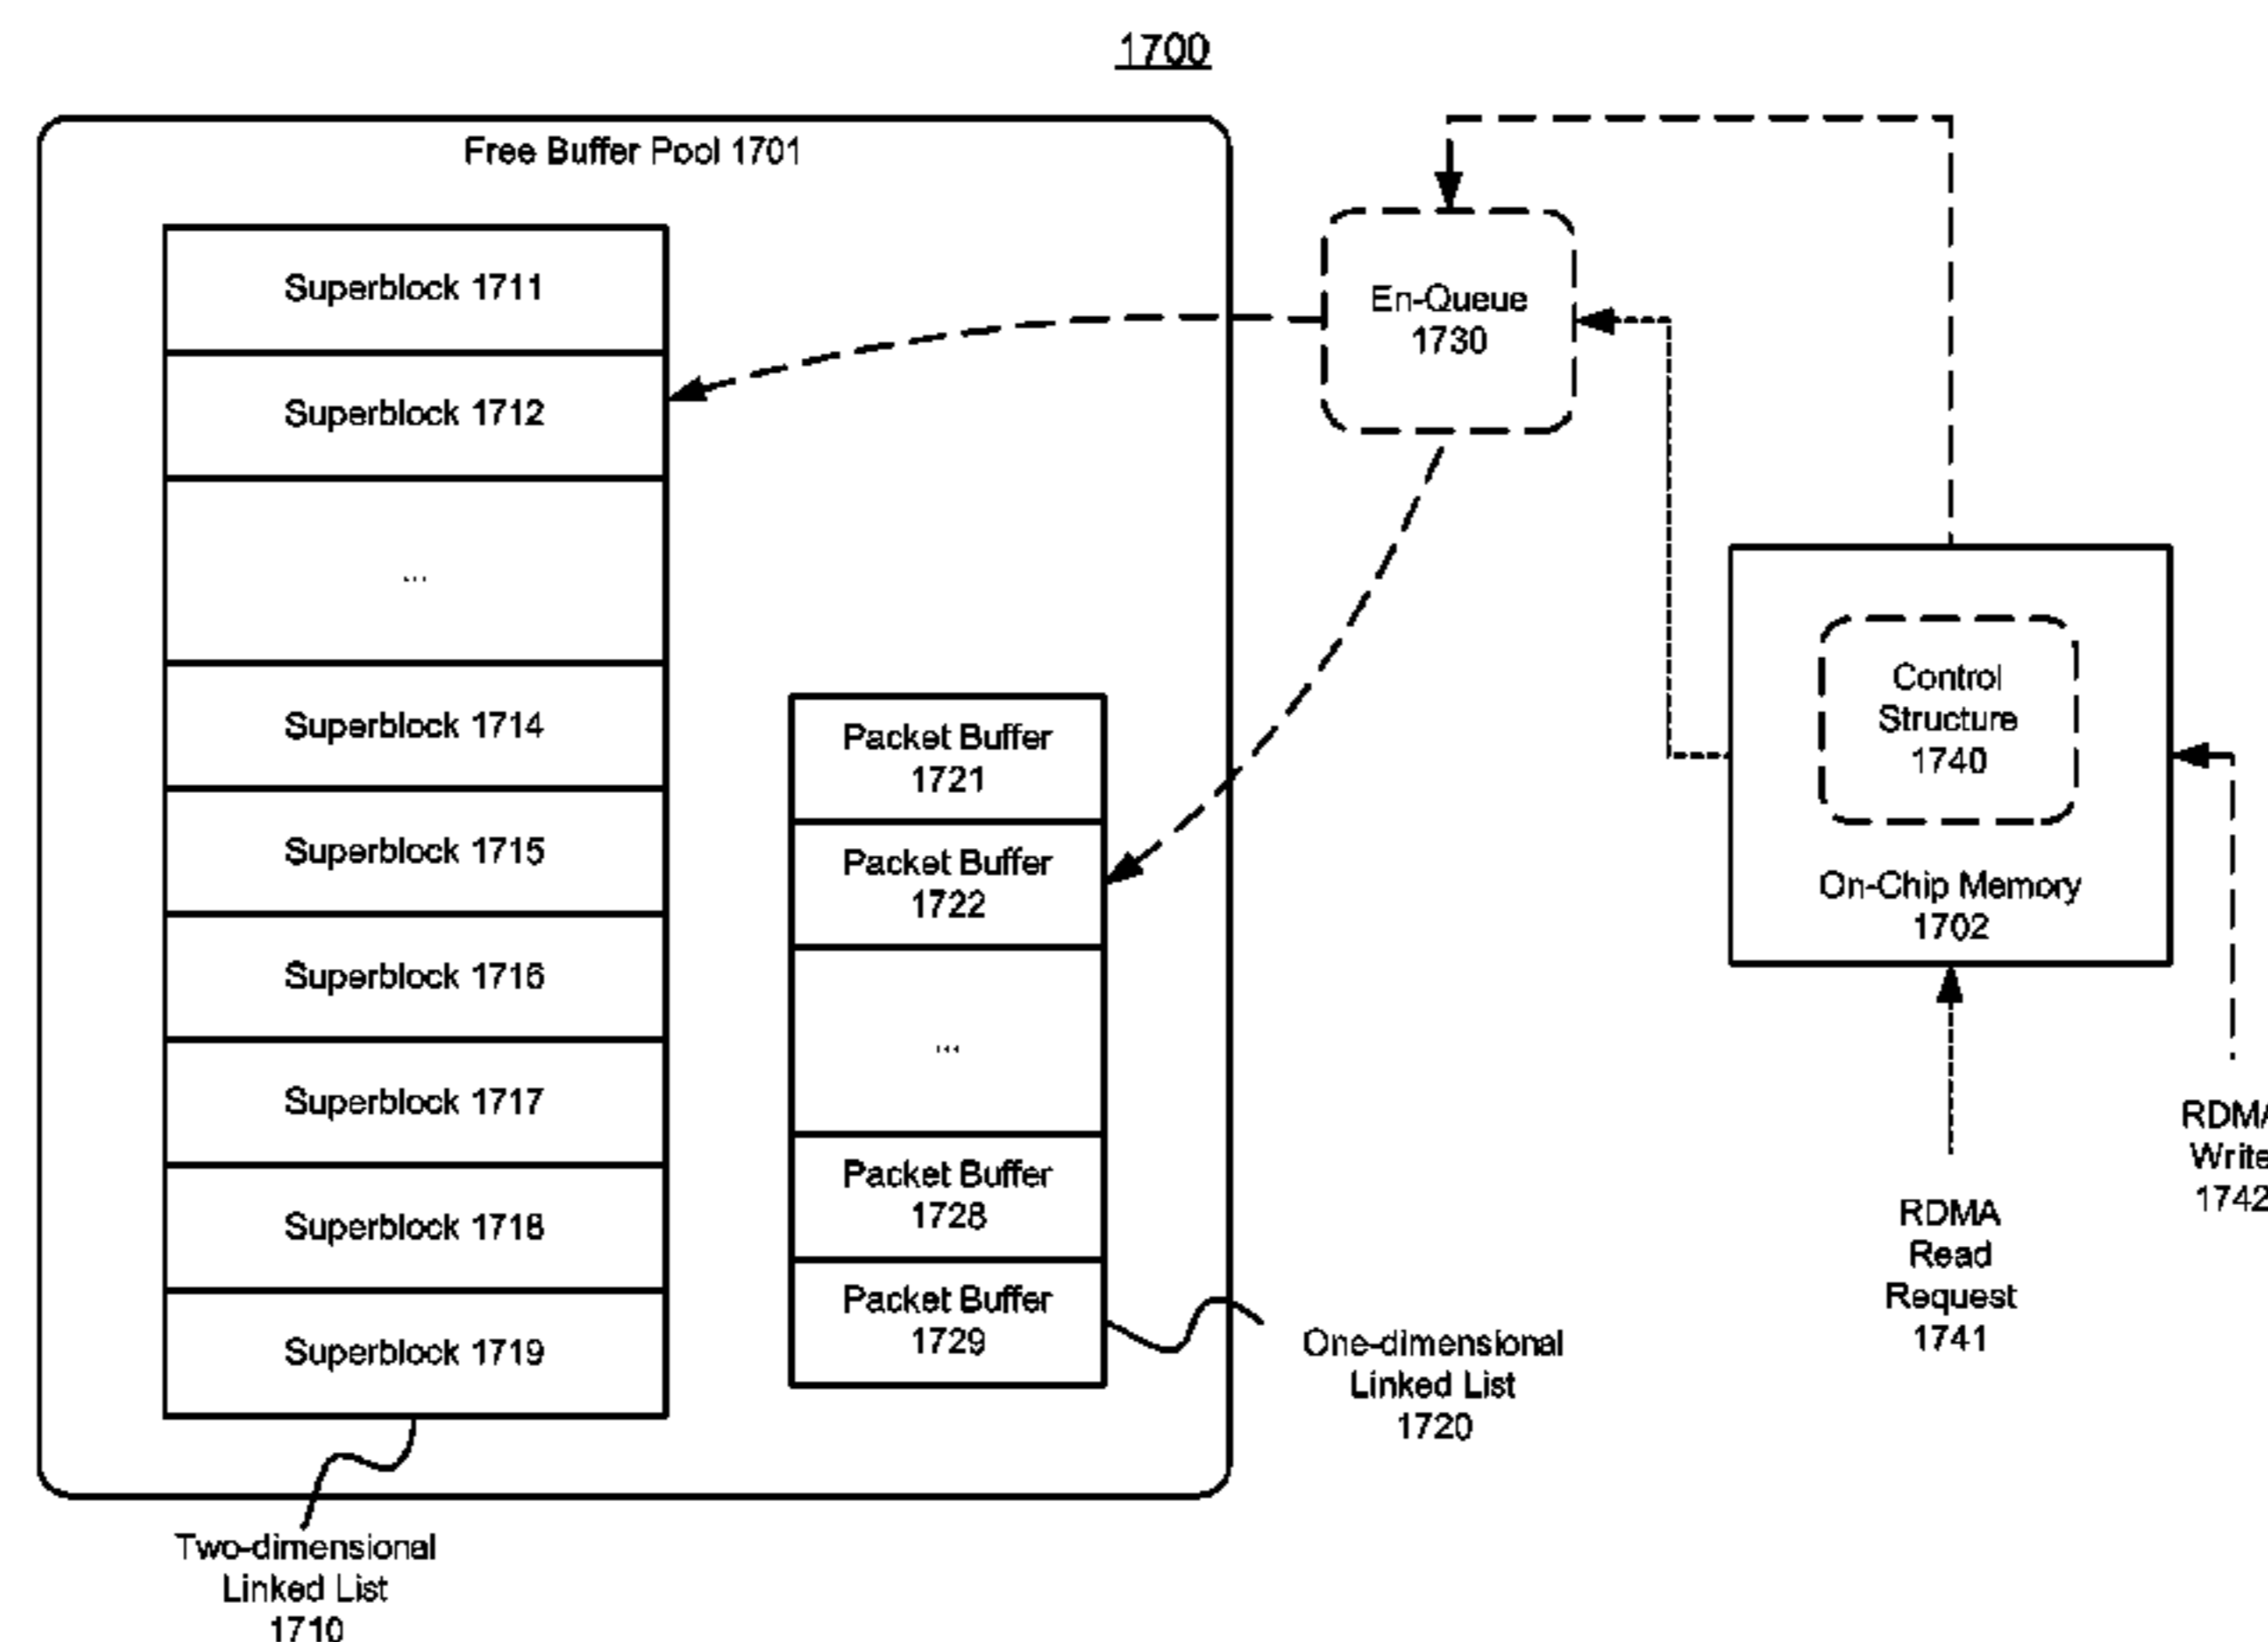 1700
Free Buffer Pool 1701
Superblock 1711
Superblock 1712
...
Superblock 1714
Superblock 1715
Superblock 1716
Superblock 1717
Superblock 1718
Superblock 1719
Two-dimensional
Linked List
1710
Packet Buffer
1721
Packet Buffer
1722
...
Packet Buffer
1728
Packet Buffer
1729
One-dimensional
Linked List
1720
En-Queue
1730
Control
Structure
1740
On-Chip Memory
1702
RDMA
Read
Request
1741
RDMA
Write
1742